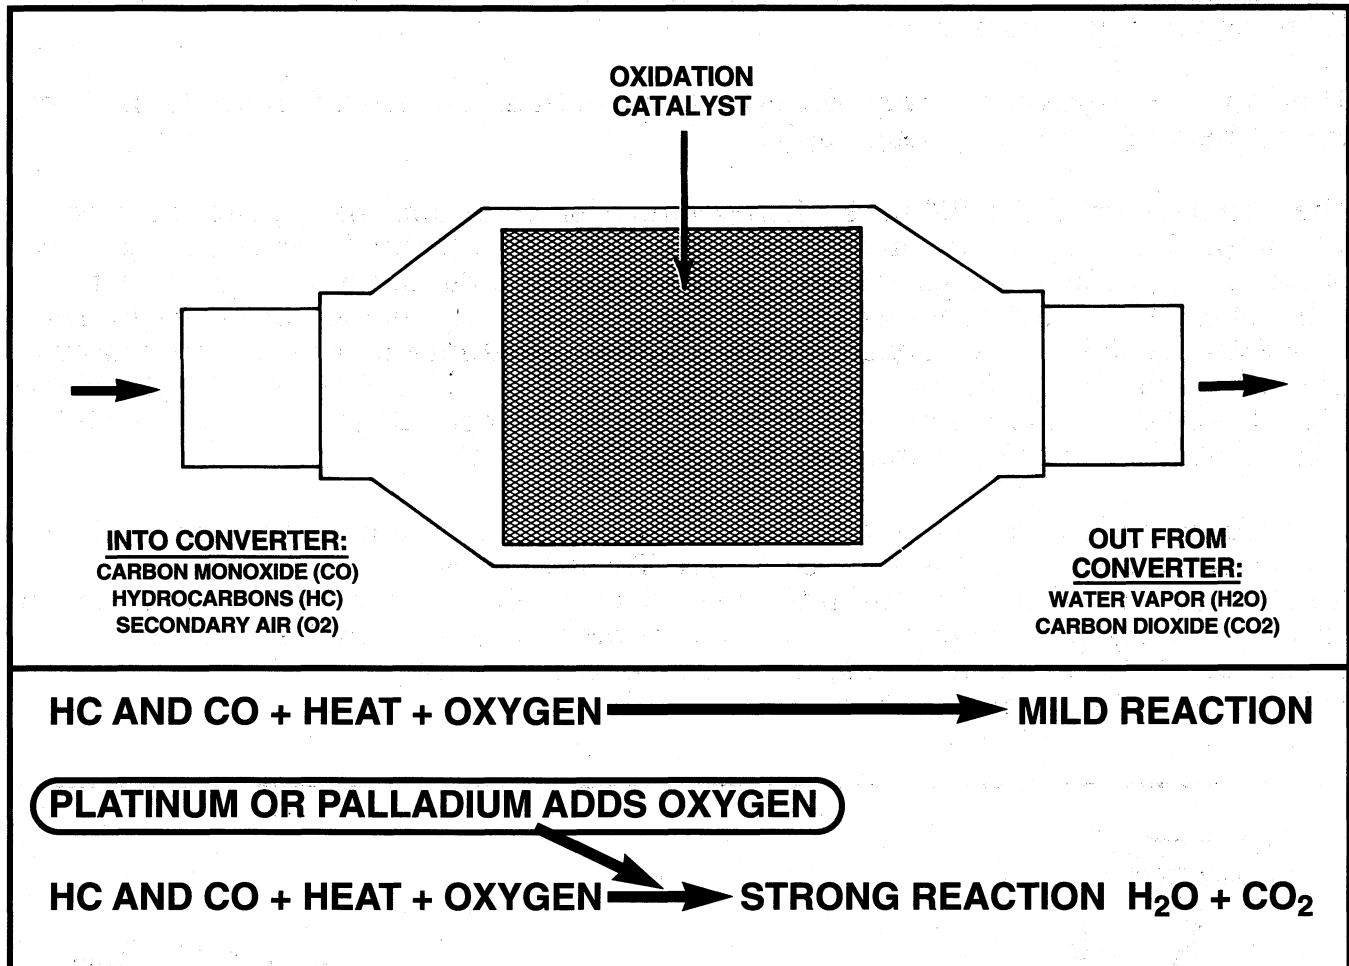 OXIDATION
CATALYST
INTO CONVERTER:
CARBON MONOXIDE (CO)
HYDROCARBONS (HC)
SECONDARY AIR (O2)
OUT FROM
CONVERTER:
WATER VAPOR (H2O)
CARBON DIOXIDE (CO2)
HC AND CO + HEAT + OXYGEN MILD REACTION
PLATINUM OR PALLADIUM ADDS OXYGEN
HC AND CO + HEAT + OXYGEN STRONG REACTION H₂O + CO₂